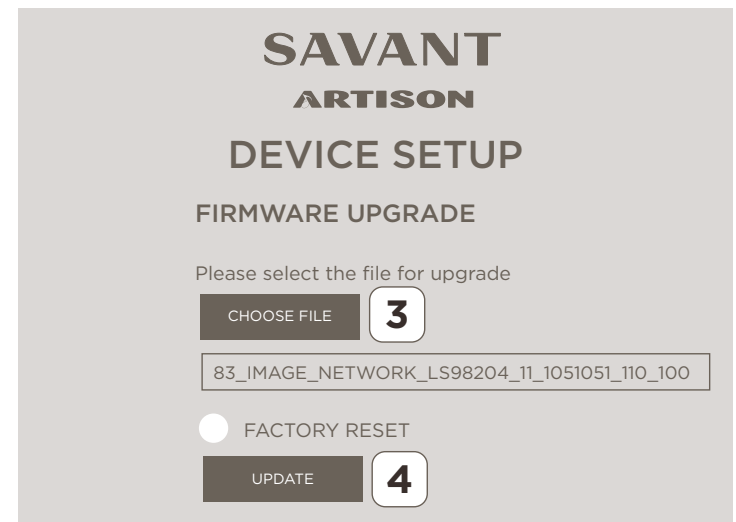 SAVANT
ARTISON
DEVICE SETUP
FIRMWARE UPGRADE
Please select the file for upgrade
CHOOSE FILE 3
83_IMAGE_NETWORK_LS98204_11_1051051_110_100
FACTORY RESET
UPDATE 4